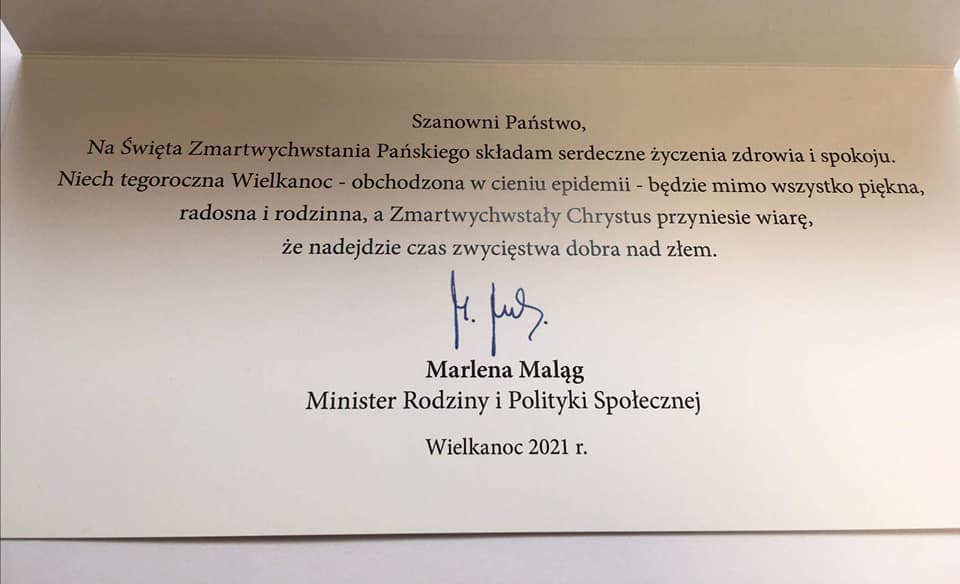 Szanowni Państwo,
Na Święta Zmartwychwstania Pańskiego składam serdeczne życzenia zdrowia i spokoju.
Niech tegoroczna Wielkanoc - obchodzona w cieniu epidemii - będzie mimo wszystko piękna,
radosna i rodzinna, a Zmartwychwstały Chrystus przyniesie wiarę,
że nadejdzie czas zwycięstwa dobra nad złem.
Marlena Maląg
Minister Rodziny i Polityki Społecznej
Wielkanoc 2021 r.